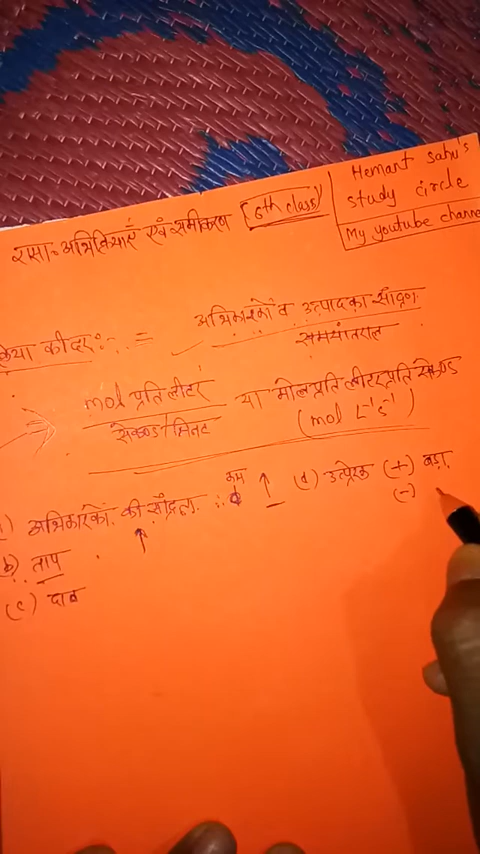 Hemant Sahu's
study circle
My youtube channe
रासा॰ अभिक्रियाएँ एवं समीकरण (6th class)
क्रिया की दर :- = अभिकारकों व उत्पाद का सांद्रण
समयांतराल
mol प्रति लीटर
सेकण्ड/मिनट
या मोल प्रति लीटर प्रति सेकण्ड
(mol L⁻¹s⁻¹)
अभिकारकों की सांद्रता :- कम ↑
(d) उत्प्रेरक (+) बढ़ा
(-)
(b) ताप ↑
(c) दाब